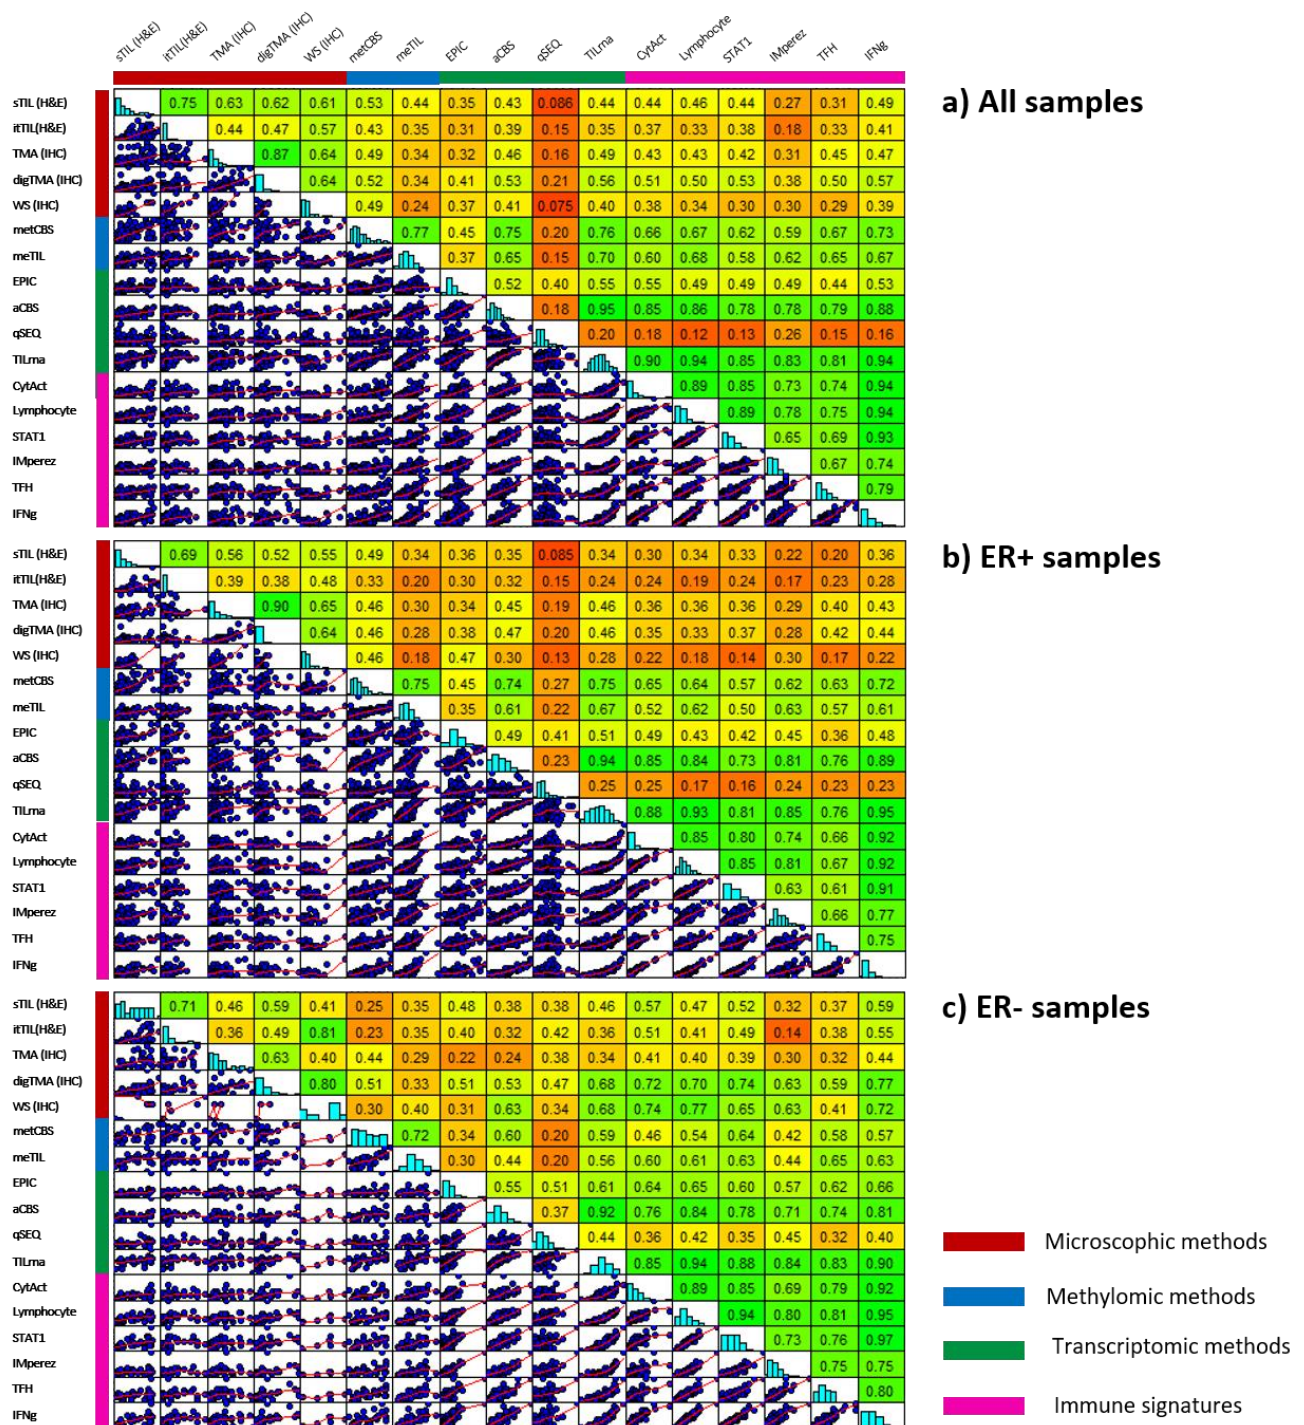 sTIL (H&E) itTIL(H&E) TMA (IHC) digTMA (IHC) WS (IHC) metCBS meTIL EPIC aCBS qSEQ TILrna CytAct Lymphocyte STAT1 IMperez TFH IFNg
a) All samples
sTIL (H&E) 0.75 0.63 0.62 0.61 0.53 0.44 0.35 0.43 0.086 0.44 0.44 0.46 0.44 0.27 0.31 0.49
itTIL(H&E) 0.44 0.47 0.57 0.43 0.35 0.31 0.39 0.15 0.35 0.37 0.33 0.38 0.18 0.33 0.41
TMA (IHC) 0.87 0.64 0.49 0.34 0.32 0.46 0.16 0.49 0.43 0.43 0.42 0.31 0.45 0.47
digTMA (IHC) 0.64 0.52 0.34 0.41 0.53 0.21 0.56 0.51 0.50 0.53 0.38 0.50 0.57
WS (IHC) 0.49 0.24 0.37 0.41 0.075 0.40 0.38 0.34 0.30 0.30 0.29 0.39
metCBS 0.77 0.45 0.75 0.20 0.76 0.66 0.67 0.62 0.59 0.67 0.73
meTIL 0.37 0.65 0.15 0.70 0.60 0.68 0.58 0.62 0.65 0.67
EPIC 0.52 0.40 0.55 0.55 0.49 0.49 0.49 0.44 0.53
aCBS 0.18 0.95 0.85 0.86 0.78 0.78 0.79 0.88
qSEQ 0.20 0.18 0.12 0.13 0.26 0.15 0.16
TILrna 0.90 0.94 0.85 0.83 0.81 0.94
CytAct 0.89 0.85 0.73 0.74 0.94
Lymphocyte 0.89 0.78 0.75 0.94
STAT1 0.65 0.69 0.93
IMperez 0.67 0.74
TFH 0.79
IFNg
b) ER+ samples
sTIL (H&E) 0.69 0.56 0.52 0.55 0.49 0.34 0.36 0.35 0.085 0.34 0.30 0.34 0.33 0.22 0.20 0.36
itTIL(H&E) 0.39 0.38 0.48 0.33 0.20 0.30 0.32 0.15 0.24 0.24 0.19 0.24 0.17 0.23 0.28
TMA (IHC) 0.90 0.65 0.46 0.30 0.34 0.45 0.19 0.46 0.36 0.36 0.36 0.29 0.40 0.43
digTMA (IHC) 0.64 0.46 0.28 0.38 0.47 0.20 0.46 0.35 0.33 0.37 0.28 0.42 0.44
WS (IHC) 0.46 0.18 0.47 0.30 0.13 0.28 0.22 0.18 0.14 0.30 0.17 0.22
metCBS 0.75 0.45 0.74 0.27 0.75 0.65 0.64 0.57 0.62 0.63 0.72
meTIL 0.35 0.61 0.22 0.67 0.52 0.62 0.50 0.63 0.57 0.61
EPIC 0.49 0.41 0.51 0.49 0.43 0.42 0.45 0.36 0.48
aCBS 0.23 0.94 0.85 0.84 0.73 0.81 0.76 0.89
qSEQ 0.25 0.25 0.17 0.16 0.24 0.23 0.23
TILrna 0.88 0.93 0.81 0.85 0.76 0.95
CytAct 0.85 0.80 0.74 0.66 0.92
Lymphocyte 0.85 0.81 0.67 0.92
STAT1 0.63 0.61 0.91
IMperez 0.66 0.77
TFH 0.75
IFNg
c) ER- samples
sTIL (H&E) 0.71 0.46 0.59 0.41 0.25 0.35 0.48 0.38 0.38 0.46 0.57 0.47 0.52 0.32 0.37 0.59
itTIL(H&E) 0.36 0.49 0.81 0.23 0.35 0.40 0.32 0.42 0.36 0.51 0.41 0.49 0.14 0.38 0.55
TMA (IHC) 0.63 0.40 0.44 0.29 0.22 0.24 0.38 0.34 0.41 0.40 0.39 0.30 0.32 0.44
digTMA (IHC) 0.80 0.51 0.33 0.51 0.53 0.47 0.68 0.72 0.70 0.74 0.63 0.59 0.77
WS (IHC) 0.30 0.40 0.31 0.63 0.34 0.68 0.74 0.77 0.65 0.63 0.41 0.72
metCBS 0.72 0.34 0.60 0.20 0.59 0.46 0.54 0.64 0.42 0.58 0.57
meTIL 0.30 0.44 0.20 0.56 0.60 0.61 0.63 0.44 0.65 0.63
EPIC 0.55 0.51 0.61 0.64 0.65 0.60 0.57 0.62 0.66
aCBS 0.37 0.92 0.76 0.84 0.78 0.71 0.74 0.81
qSEQ 0.44 0.36 0.42 0.35 0.45 0.32 0.40
TILrna 0.85 0.94 0.88 0.84 0.83 0.90
CytAct 0.89 0.85 0.69 0.79 0.92
Lymphocyte 0.94 0.80 0.81 0.95
STAT1 0.73 0.76 0.97
IMperez 0.75 0.75
TFH 0.80
IFNg
Microscophic methods
Methylomic methods
Transcriptomic methods
Immune signatures